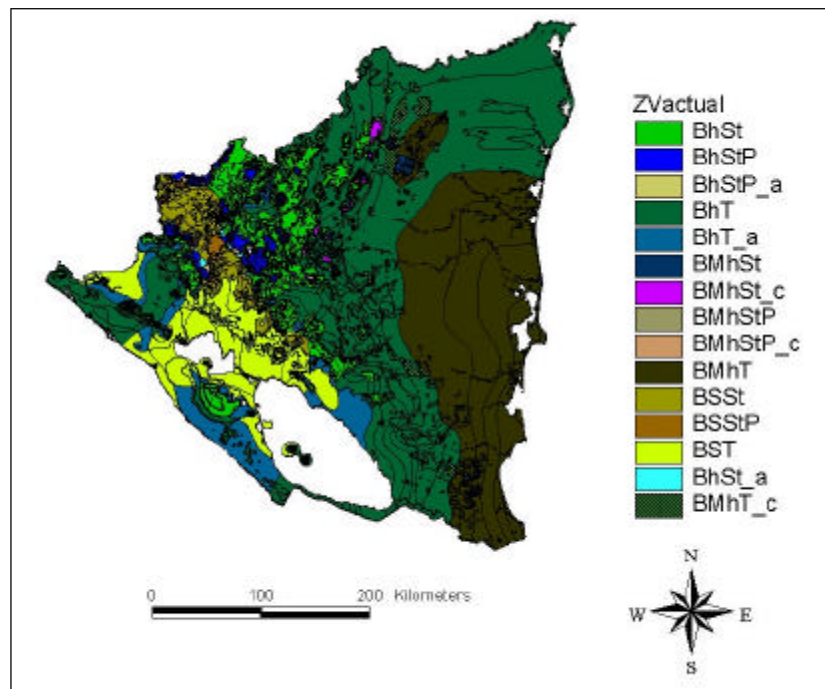 ZVactual
BhSt
BhStP
BhStP_a
BhT
BhT_a
BMhSt
BMhSt_c
BMhStP
BMhStP_c
BMhT
BSSt
BSStP
BST
BhSt_a
BMhT_c
0 100 200 Kilometers
N
W E
S